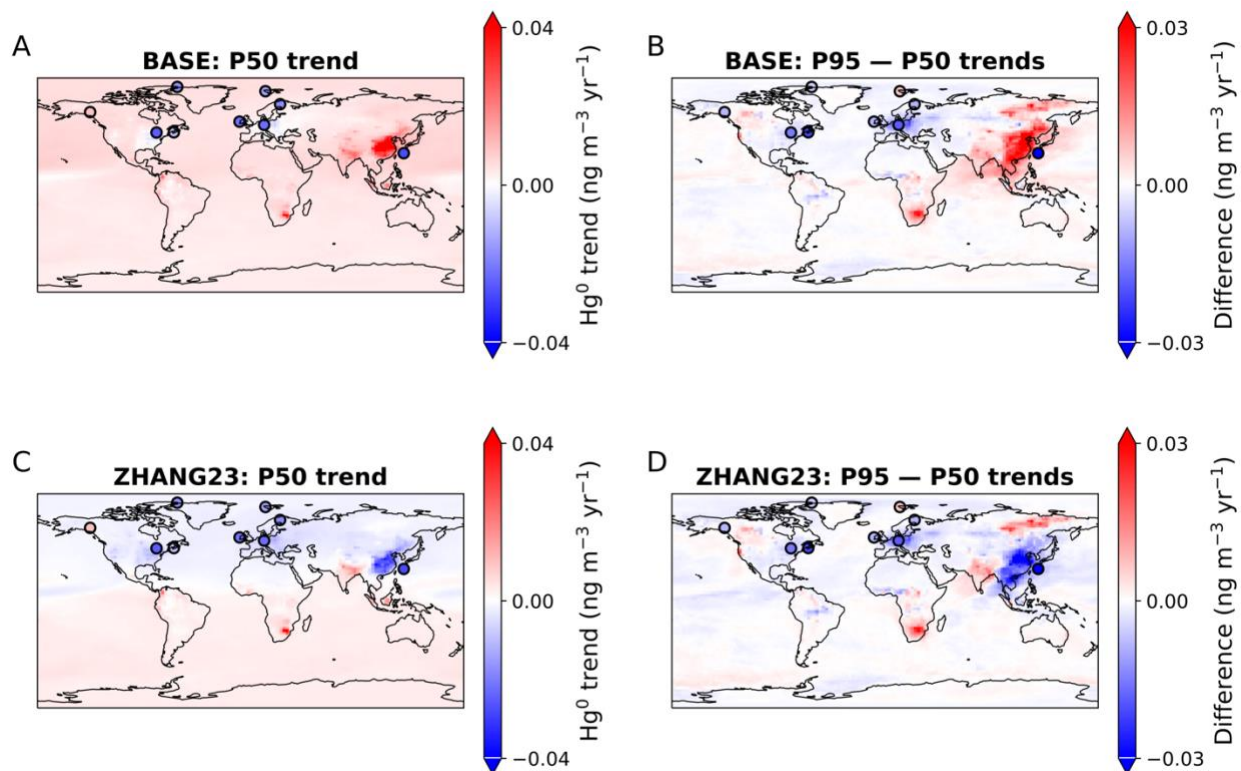 A
BASE: P50 trend
0.04
0.00
−0.04
Hg⁰ trend (ng m⁻³ yr⁻¹)
B
BASE: P95 — P50 trends
0.03
0.00
−0.03
Difference (ng m⁻³ yr⁻¹)
C
ZHANG23: P50 trend
0.04
0.00
−0.04
Hg⁰ trend (ng m⁻³ yr⁻¹)
D
ZHANG23: P95 — P50 trends
0.03
0.00
−0.03
Difference (ng m⁻³ yr⁻¹)